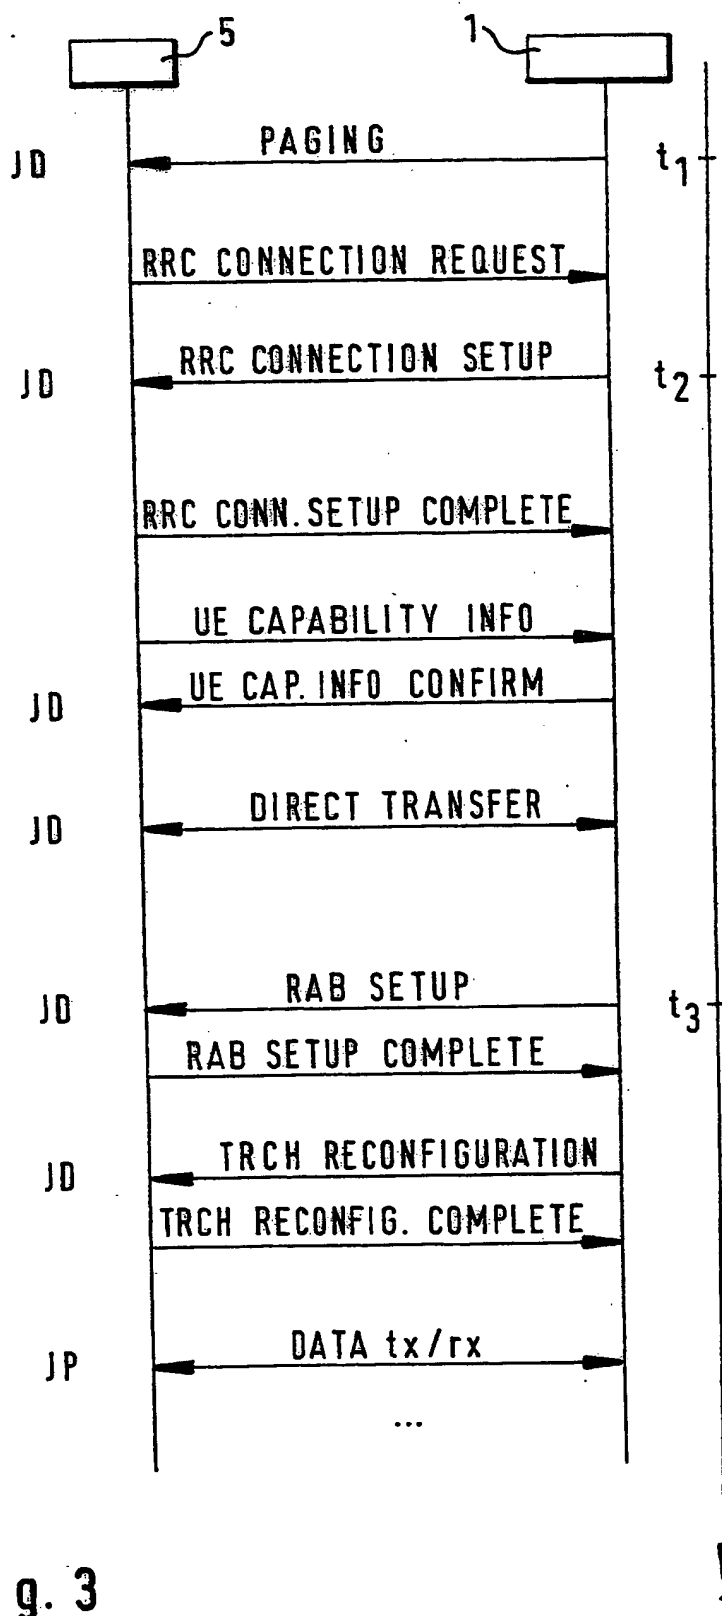 5 1
PAGING
JD t1
RRC CONNECTION REQUEST
RRC CONNECTION SETUP
JD t2
RRC CONN. SETUP COMPLETE
UE CAPABILITY INFO
UE CAP. INFO CONFIRM
JD
DIRECT TRANSFER
JD
RAB SETUP
JD t3
RAB SETUP COMPLETE
TRCH RECONFIGURATION
JD
TRCH RECONFIG. COMPLETE
DATA tx/rx
JP
...
g. 3